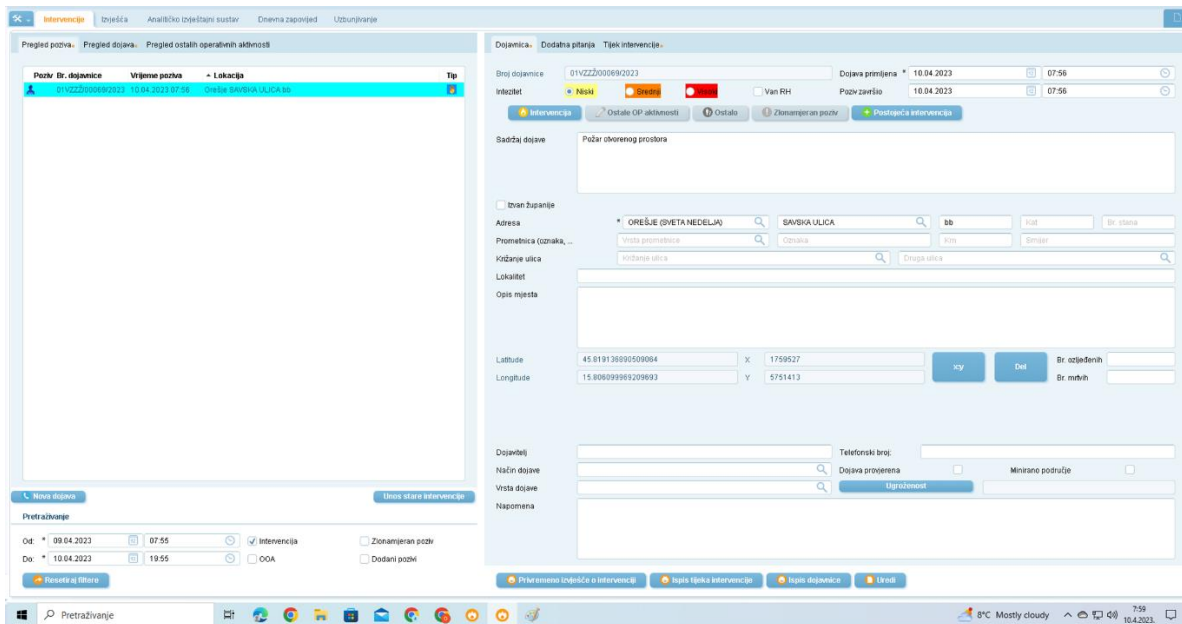 Intervencije Izvješća Analitičko izvještajni sustav Dnevna zapovijed Uzbunjivanje
Pregled poziva Pregled dojava Pregled ostalih operativnih aktivnosti
Poziv Br. dojavnice Vrijeme poziva Lokacija Tip
01VZZŽ00069/2023 10.04.2023 07:56 Orešje SAVSKA ULICA bb
Nova dojava Unos stare intervencije
Pretraživanje
Od: * 09.04.2023 07:55 Intervencija Zlonamjeran poziv
Do: * 10.04.2023 19:55 OOA Dodani pozivi
Resetiraj filtere
Dojavnica Dodatna pitanja Tijek intervencije
Broj dojavnice 01VZZŽ00069/2023 Dojava primljena * 10.04.2023 07:56
Intezitet Niski Srednji Visoki Van RH Poziv završio 10.04.2023 07:56
Intervencija Ostale OP aktivnosti Ostalo Zlonamjeran poziv Postojeća intervencija
Sadržaj dojave Požar otvorenog prostora
Izvan županije
Adresa * OREŠJE (SVETA NEDELJA) SAVSKA ULICA bb Kat Br. stana
Prometnica (oznaka, ... Vrsta prometnice Oznaka Km Smjer
Križanje ulica Križanje ulica Druga ulica
Lokalitet
Opis mjesta
Latitude 45.819136890509064 X 1759527 xy Del Br. ozlijeđenih
Longitude 15.806099969209693 Y 5751413 Br. mrtvih
Dojavitelj Telefonski broj:
Način dojave Dojava provjerena Minirano područje
Vrsta dojave Ugroženost
Napomena
Privremeno izvješće o intervenciji Ispis tijeka intervencije Ispis dojavnice Uredi
Pretraživanje 8°C Mostly cloudy 7:59
10.4.2023.